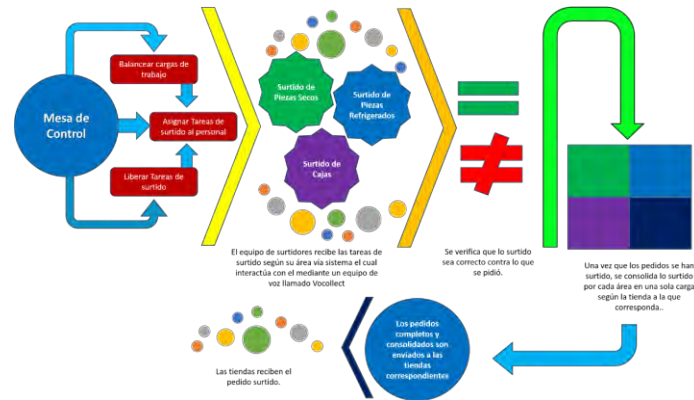 Mesa de
Control
Balancear cargas de
trabajo
Asignar Tareas de
surtido al personal
Liberar Tareas de
surtido
Surtido de
Piezas Secos
Surtido de
Piezas
Refrigerados
Surtido de
Cajas
El equipo de surtidores recibe las tareas de
surtido según su área vía sistema el cual
interactúa con el mediante un equipo de
voz llamado Vocollect
Se verifica que lo surtido
sea correcto contra lo que
se pidió.
Una vez que los pedidos se han
surtido, se consolida lo surtido
por cada área en una sola carga
según la tienda a la que
corresponda..
Los pedidos
completos y
consolidados son
enviados a las
tiendas
correspondientes
Las tiendas reciben el
pedido surtido.